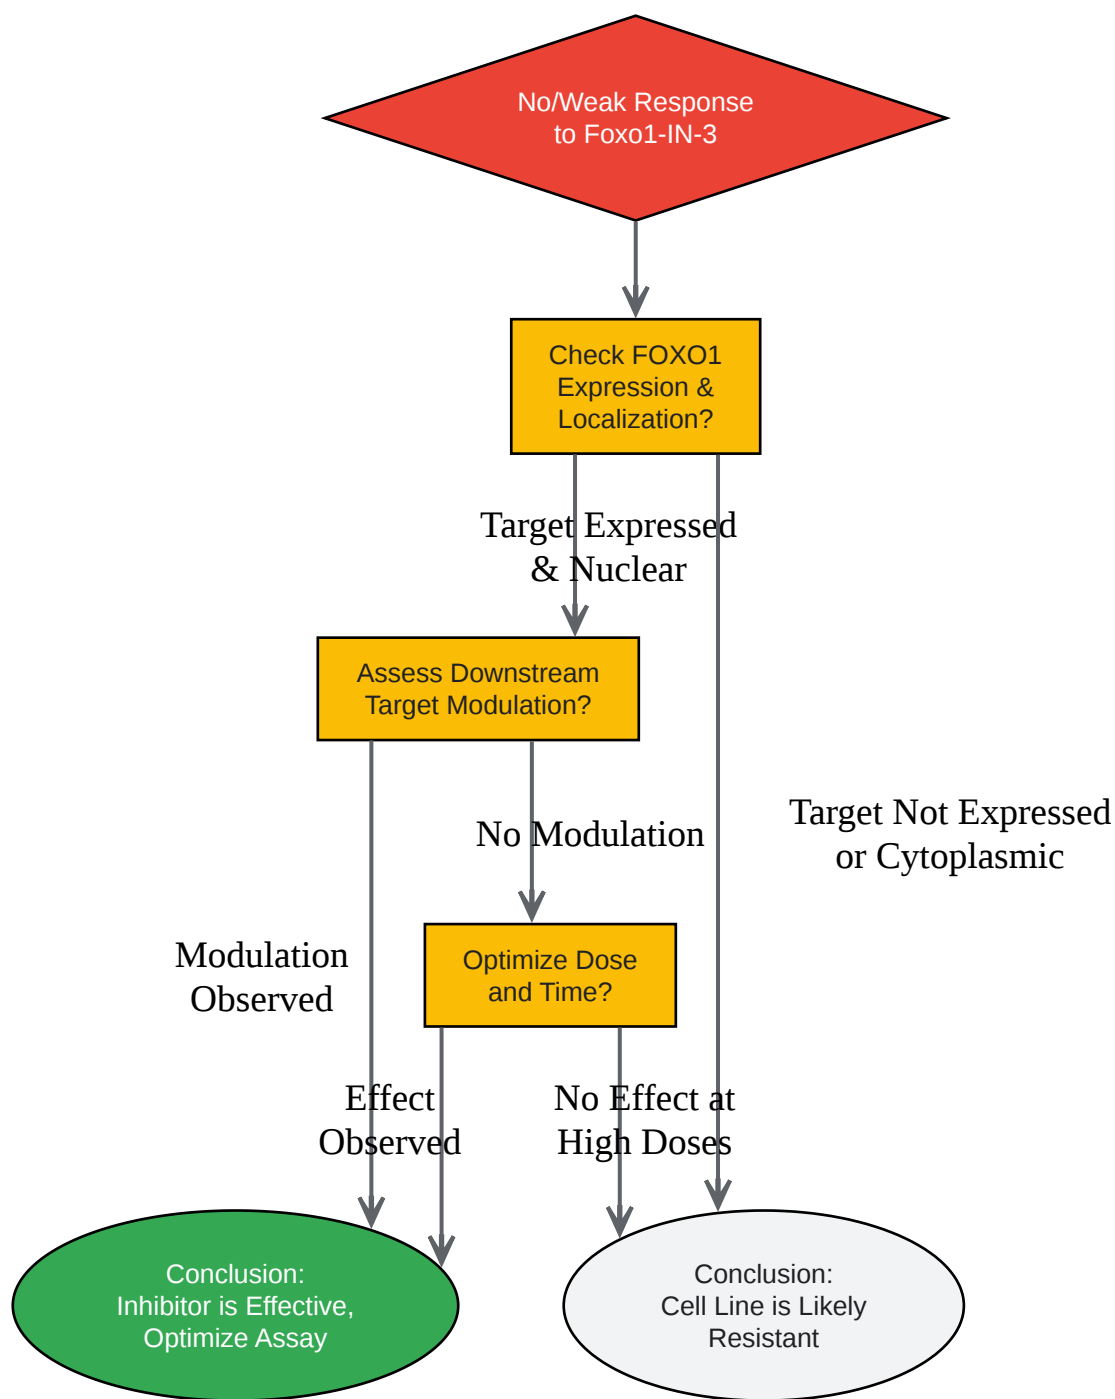 No/Weak Response
to Foxo1-IN-3
Check FOXO1
Expression &
Localization?
Target Expressed
& Nuclear
Assess Downstream
Target Modulation?
Target Not Expressed
or Cytoplasmic
No Modulation
Modulation
Observed
Optimize Dose
and Time?
Effect
Observed
No Effect at
High Doses
Conclusion:
Inhibitor is Effective,
Optimize Assay
Conclusion:
Cell Line is Likely
Resistant